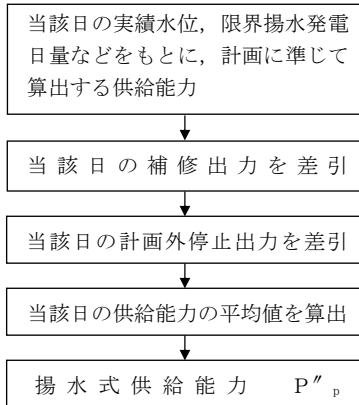 当該日の実績水位，限界揚水発電
日量などをもとに，計画に準じて
算出する供給能力
当該日の補修出力を差引
当該日の計画外停止出力を差引
当該日の供給能力の平均値を算出
揚水式供給能力　P″p